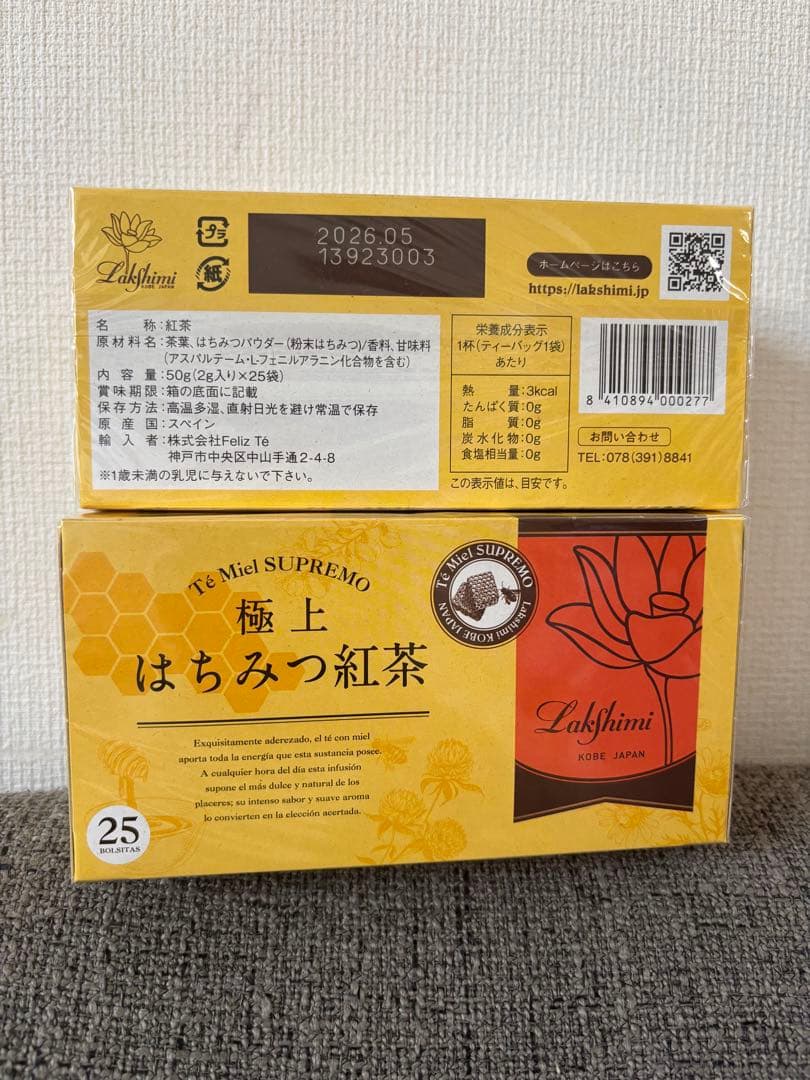 Lakshimi
KOBE JAPAN
プラ
紙
2026.05
13923003
ホームページはこちら
https://lakshimi.jp
名称:紅茶
原材料名:茶葉、はちみつパウダー(粉末はちみつ)/香料、甘味料
(アスパルテーム・L-フェニルアラニン化合物を含む)
内容量:50g(2g入り×25袋)
賞味期限:箱の底面に記載
保存方法:高温多湿、直射日光を避け常温で保存
原産国:スペイン
輸入者:株式会社Feliz Té
神戸市中央区中山手通2-4-8
※1歳未満の乳児に与えないで下さい。
栄養成分表示
1杯(ティーバッグ1袋)
あたり
熱量:3kcal
たんぱく質:0g
脂質:0g
炭水化物:0g
食塩相当量:0g
この表示値は、目安です。
8 410894 000277
お問い合わせ
TEL:078(391)8841
Té Miel SUPREMO
極上
はちみつ紅茶
Exquisitamente aderezado, el té con miel
aporta toda la energía que esta sustancia posee.
A cualquier hora del día esta infusión
supone el más dulce y natural de los
placeres; su intenso sabor y suave aroma
lo convierten en la elección acertada.
25
BOLSITAS
Té Miel SUPREMO
Lakshimi KOBE JAPAN
Lakshimi
KOBE JAPAN